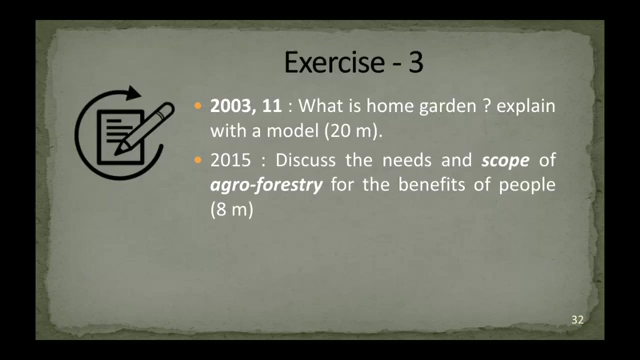 Exercise - 3
• 2003, 11 : What is home garden ? explain
with a model (20 m).
• 2015 : Discuss the needs and scope of
agro-forestry for the benefits of people
(8 m)
32